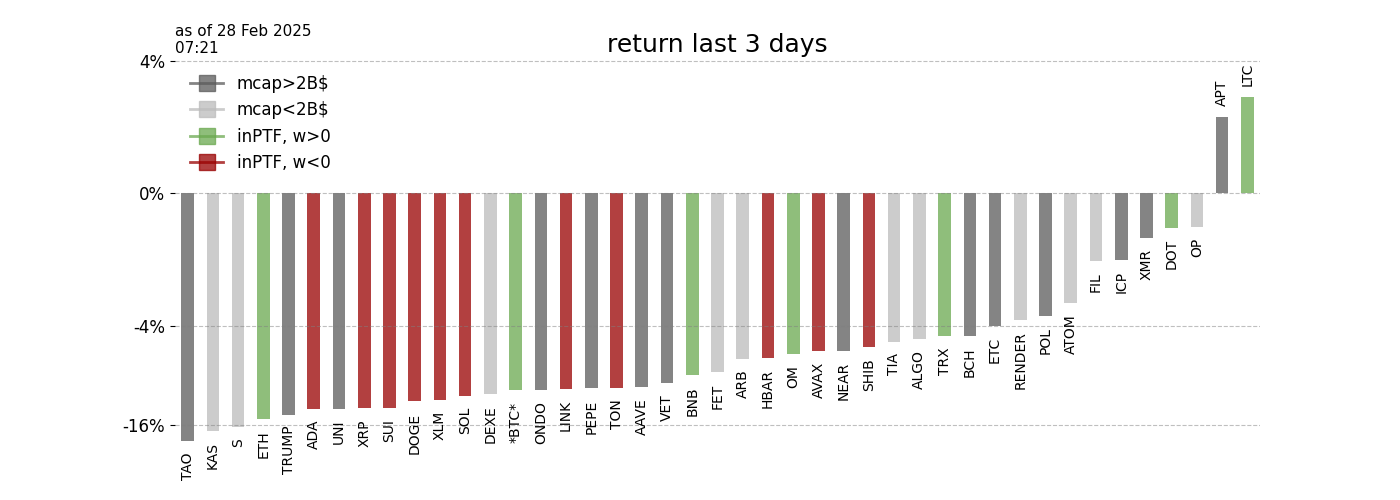 as of 28 Feb 2025
07:21
return last 3 days
4%
0%
-4%
-16%
mcap>2B$
mcap<2B$
inPTF, w>0
inPTF, w<0
TAO
KAS
S
ETH
TRUMP
ADA
UNI
XRP
SUI
DOGE
XLM
SOL
DEXE
*BTC*
ONDO
LINK
PEPE
TON
AAVE
VET
BNB
FET
ARB
HBAR
OM
AVAX
NEAR
SHIB
TIA
ALGO
TRX
BCH
ETC
RENDER
POL
ATOM
FIL
ICP
XMR
DOT
OP
APT
LTC